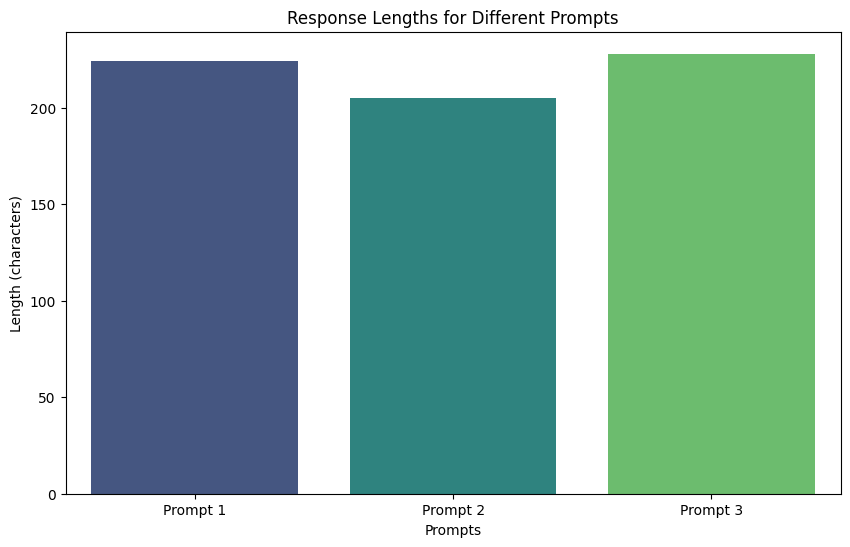 Response Lengths for Different Prompts
Length (characters)
200
150
100
50
0
Prompt 1
Prompt 2
Prompt 3
Prompts